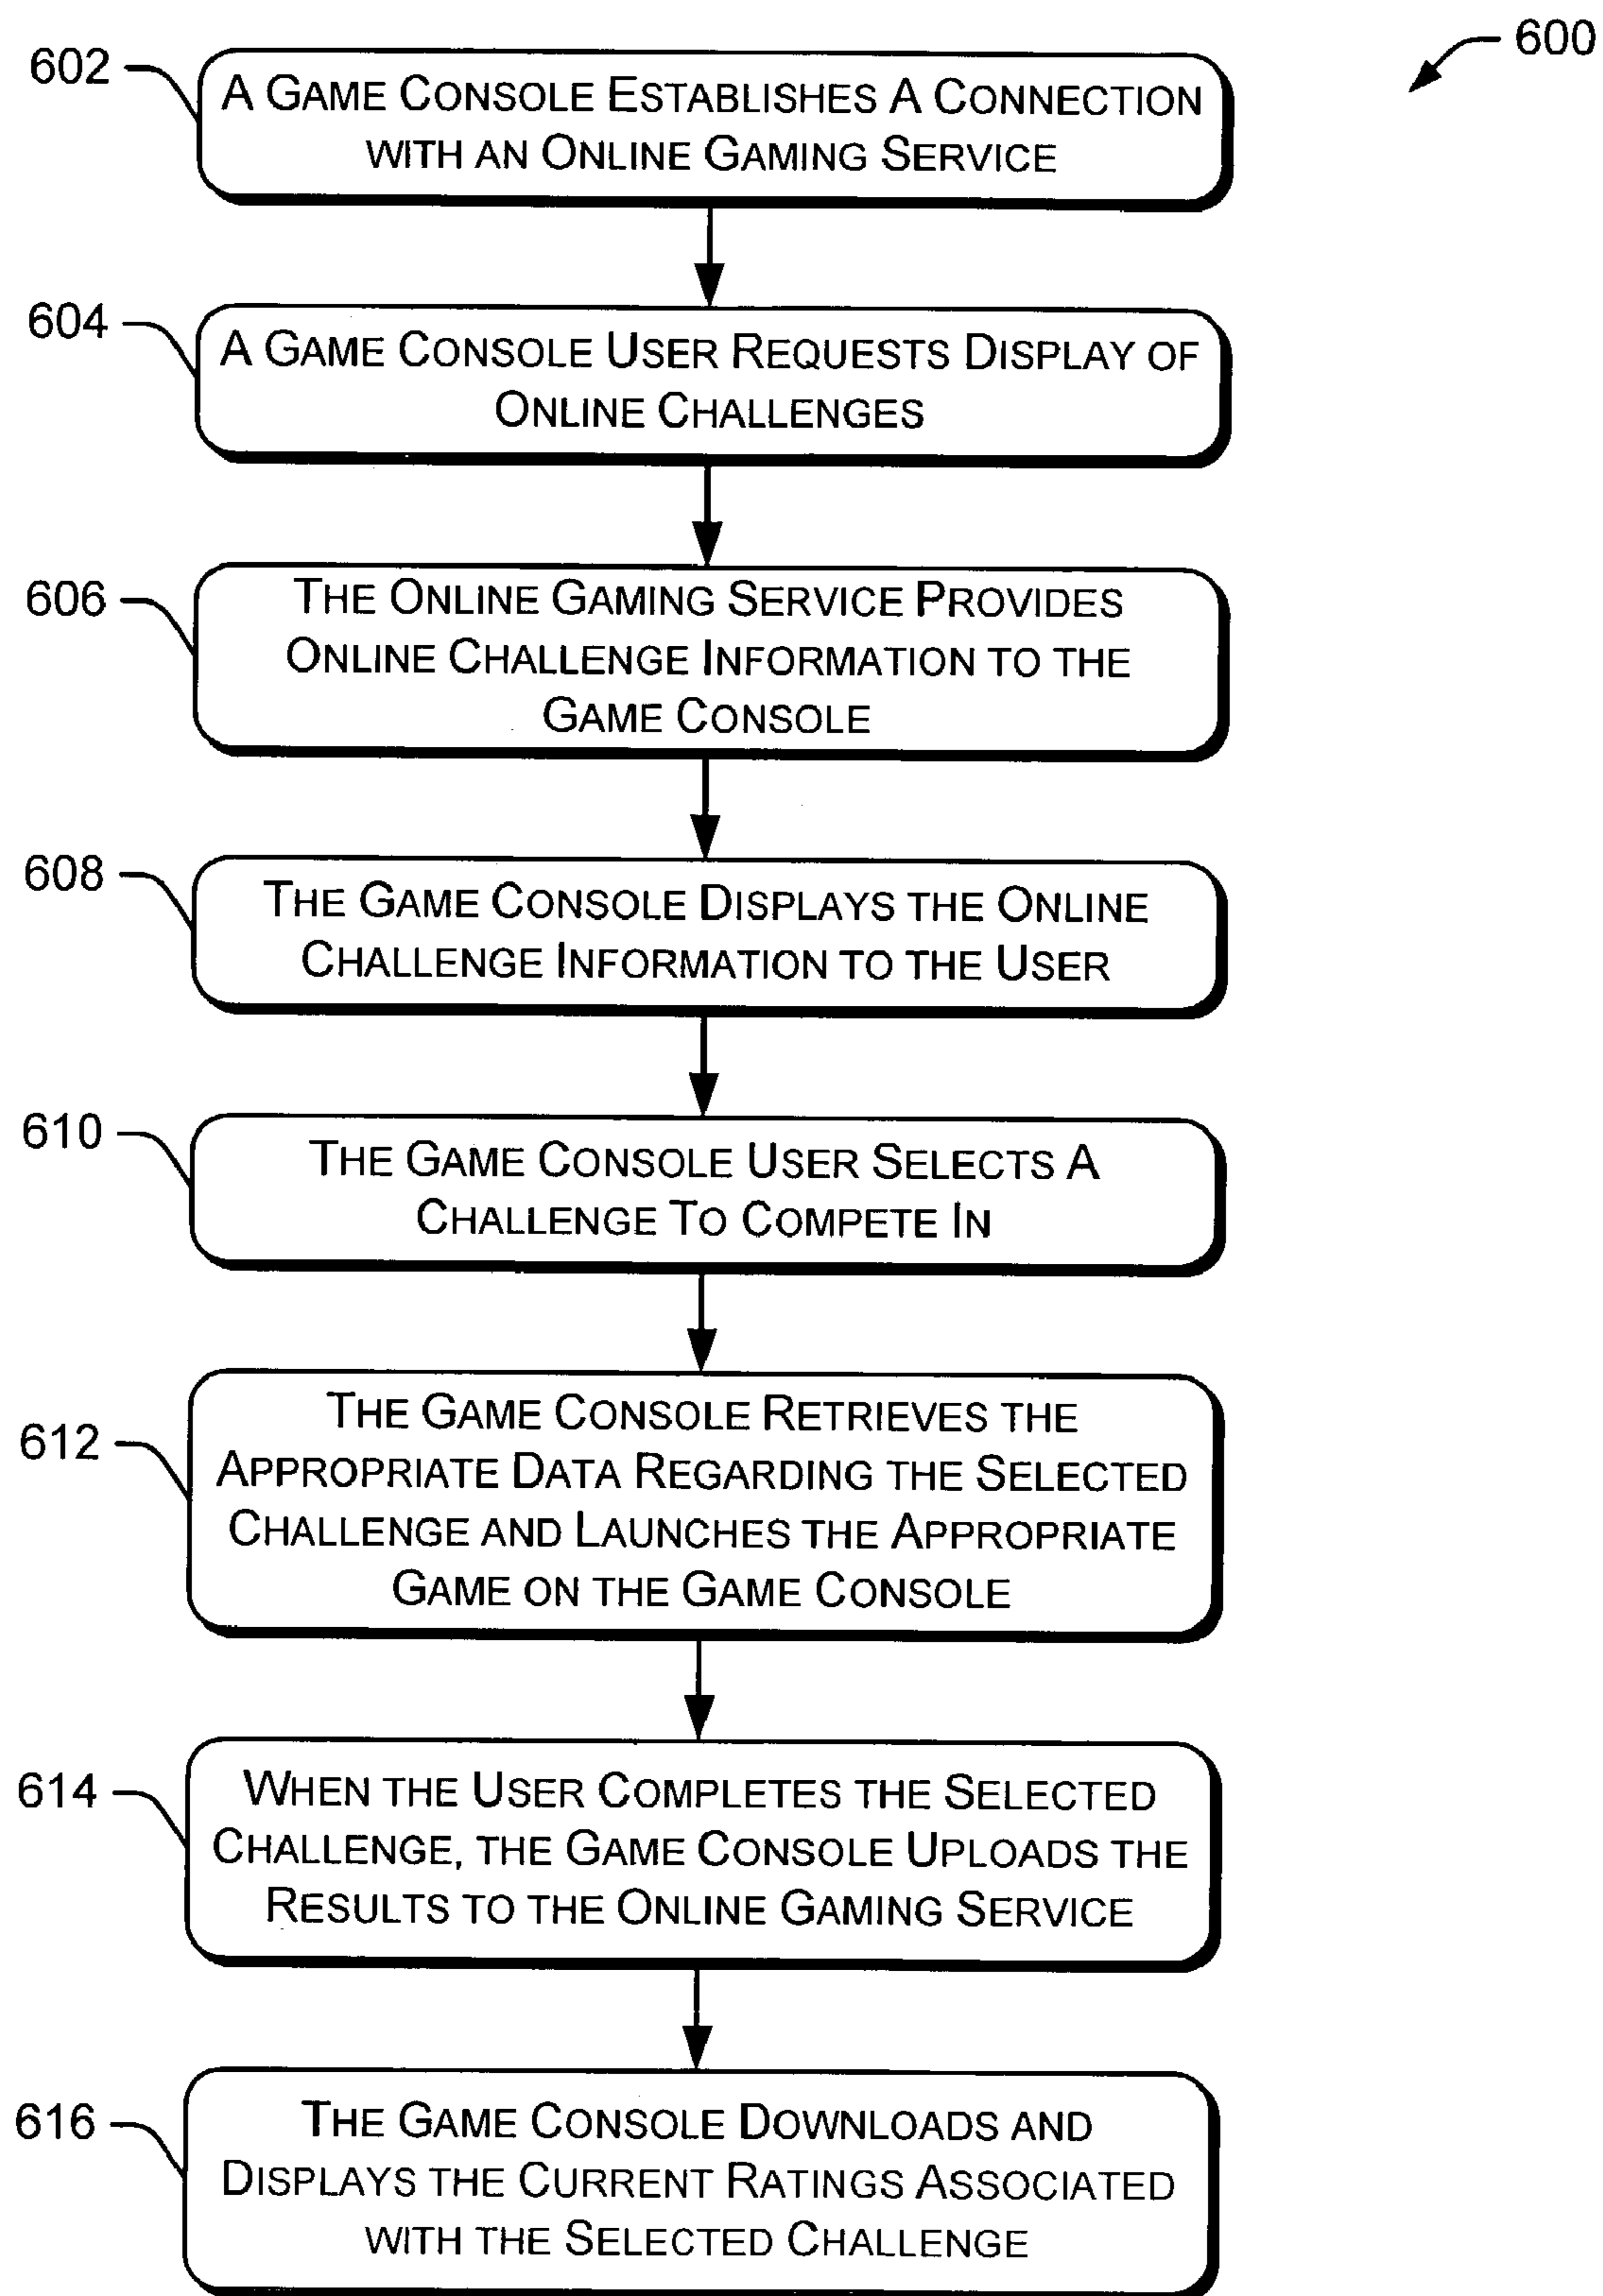 600
602
A GAME CONSOLE ESTABLISHES A CONNECTION
WITH AN ONLINE GAMING SERVICE
604
A GAME CONSOLE USER REQUESTS DISPLAY OF
ONLINE CHALLENGES
606
THE ONLINE GAMING SERVICE PROVIDES
ONLINE CHALLENGE INFORMATION TO THE
GAME CONSOLE
608
THE GAME CONSOLE DISPLAYS THE ONLINE
CHALLENGE INFORMATION TO THE USER
610
THE GAME CONSOLE USER SELECTS A
CHALLENGE TO COMPETE IN
612
THE GAME CONSOLE RETRIEVES THE
APPROPRIATE DATA REGARDING THE SELECTED
CHALLENGE AND LAUNCHES THE APPROPRIATE
GAME ON THE GAME CONSOLE
614
WHEN THE USER COMPLETES THE SELECTED
CHALLENGE, THE GAME CONSOLE UPLOADS THE
RESULTS TO THE ONLINE GAMING SERVICE
616
THE GAME CONSOLE DOWNLOADS AND
DISPLAYS THE CURRENT RATINGS ASSOCIATED
WITH THE SELECTED CHALLENGE